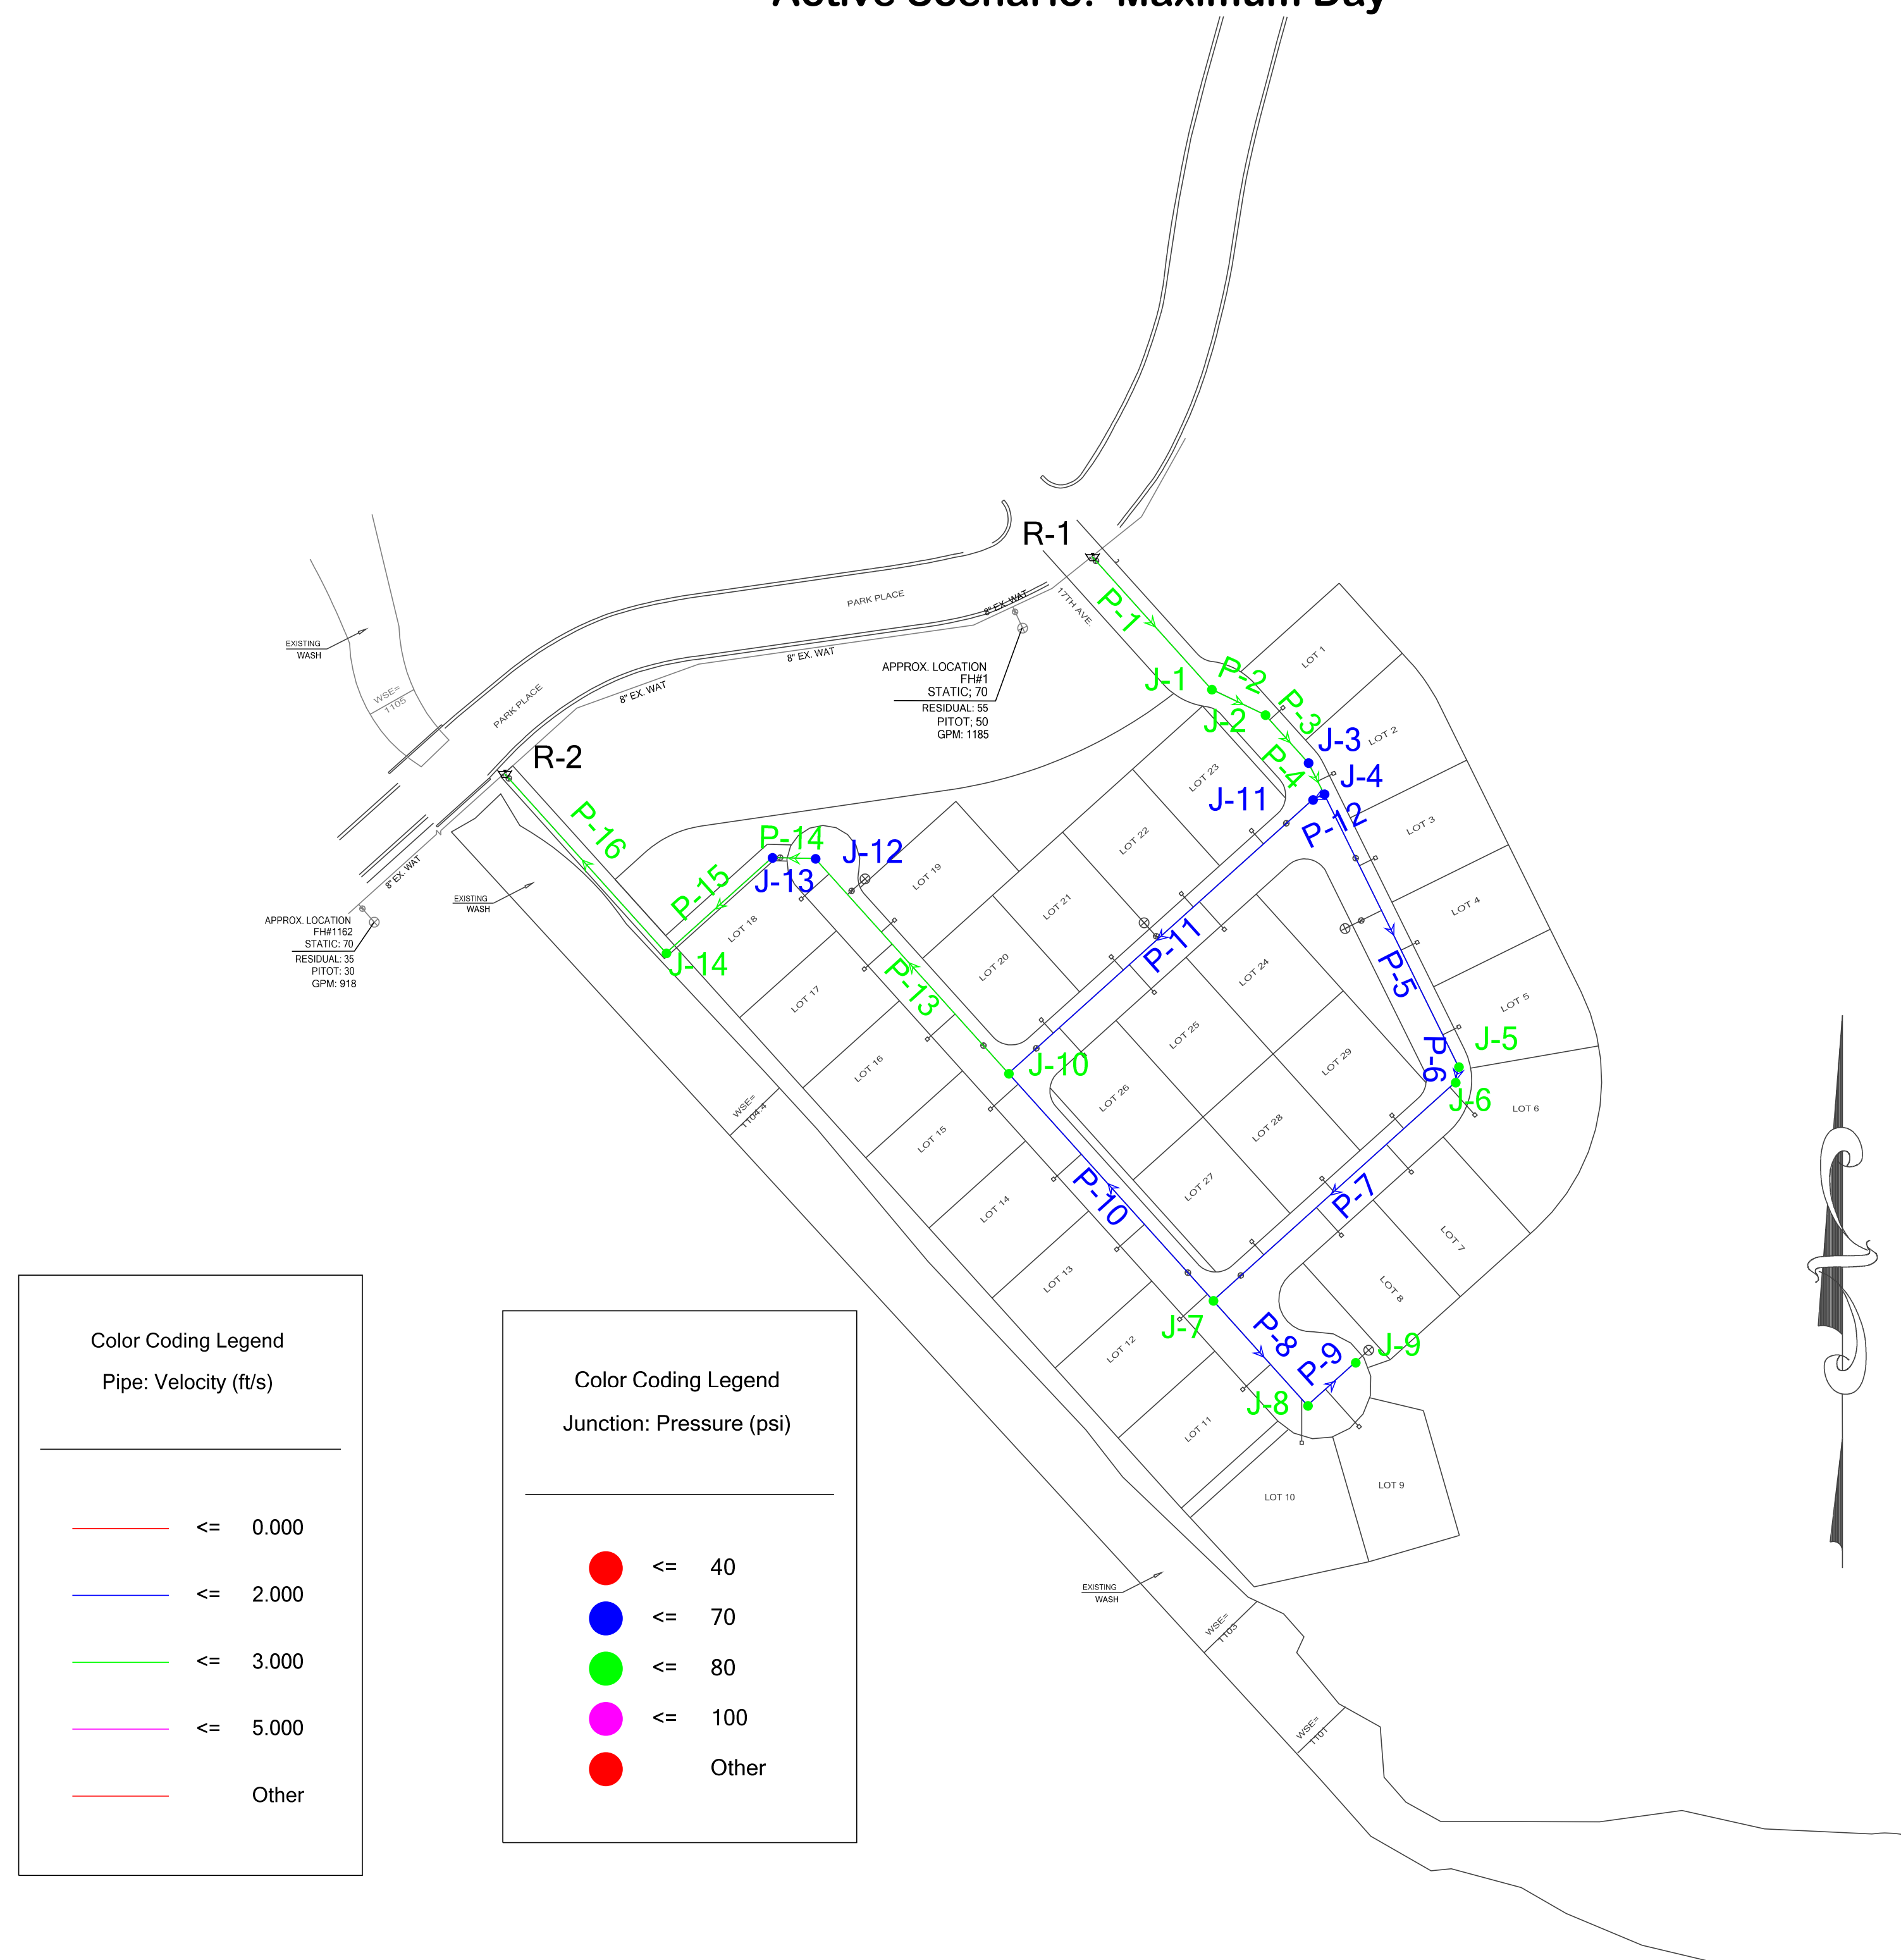 Active Scenario: Maximum Day
R-1
PARK PLACE
8" EX. WAT
17TH AVE.
P-1
EXISTING
WASH
WSE=
1105
PARK PLACE
8" EX. WAT
8" EX. WAT
APPROX. LOCATION
FH#1
STATIC; 70
RESIDUAL: 55
PITOT; 50
GPM: 1185
J-1
P-2
J-2
P-3
LOT 1
J-3
LOT 2
P-4
J-4
R-2
LOT 23
J-11
P-12
LOT 3
P-16
P-14
J-12
J-13
LOT 22
8" EX. WAT
EXISTING
WASH
P-15
LOT 19
LOT 21
LOT 4
APPROX. LOCATION
FH#1162
STATIC: 70
RESIDUAL: 35
PITOT: 30
GPM: 918
LOT 18
J-14
P-11
LOT 20
LOT 24
P-5
P-13
LOT 17
LOT 5
LOT 25
LOT 29
J-5
P-6
J-10
LOT 16
J-6
LOT 6
WSE=
1104.4
LOT 26
LOT 28
LOT 15
LOT 27
P-10
P-7
LOT 14
LOT 7
LOT 13
LOT 8
J-7
P-8
LOT 12
P-9
J-9
J-8
LOT 11
LOT 10
LOT 9
EXISTING
WASH
WSE=
1103
WSE=
1101
Color Coding Legend
Pipe: Velocity (ft/s)
<= 0.000
<= 2.000
<= 3.000
<= 5.000
Other
Color Coding Legend
Junction: Pressure (psi)
<= 40
<= 70
<= 80
<= 100
Other